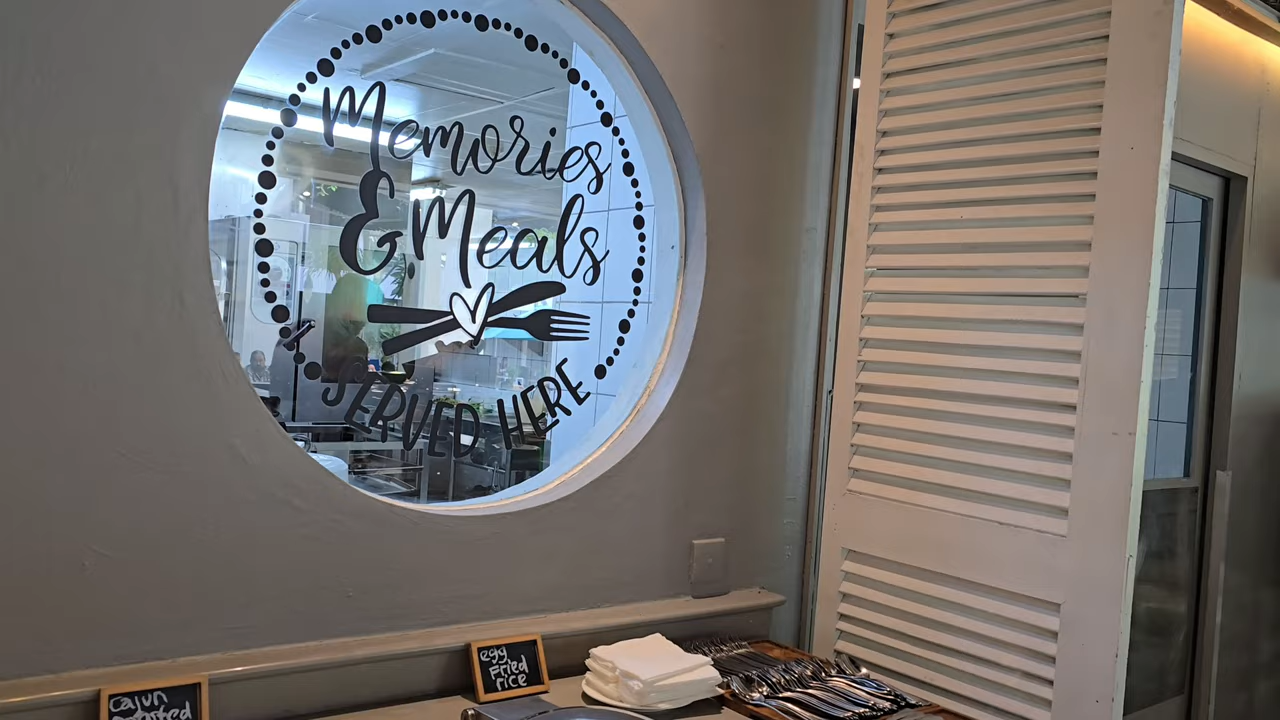 Memories
& Meals
SERVED HERE
egg
Fried
rice
Cajun